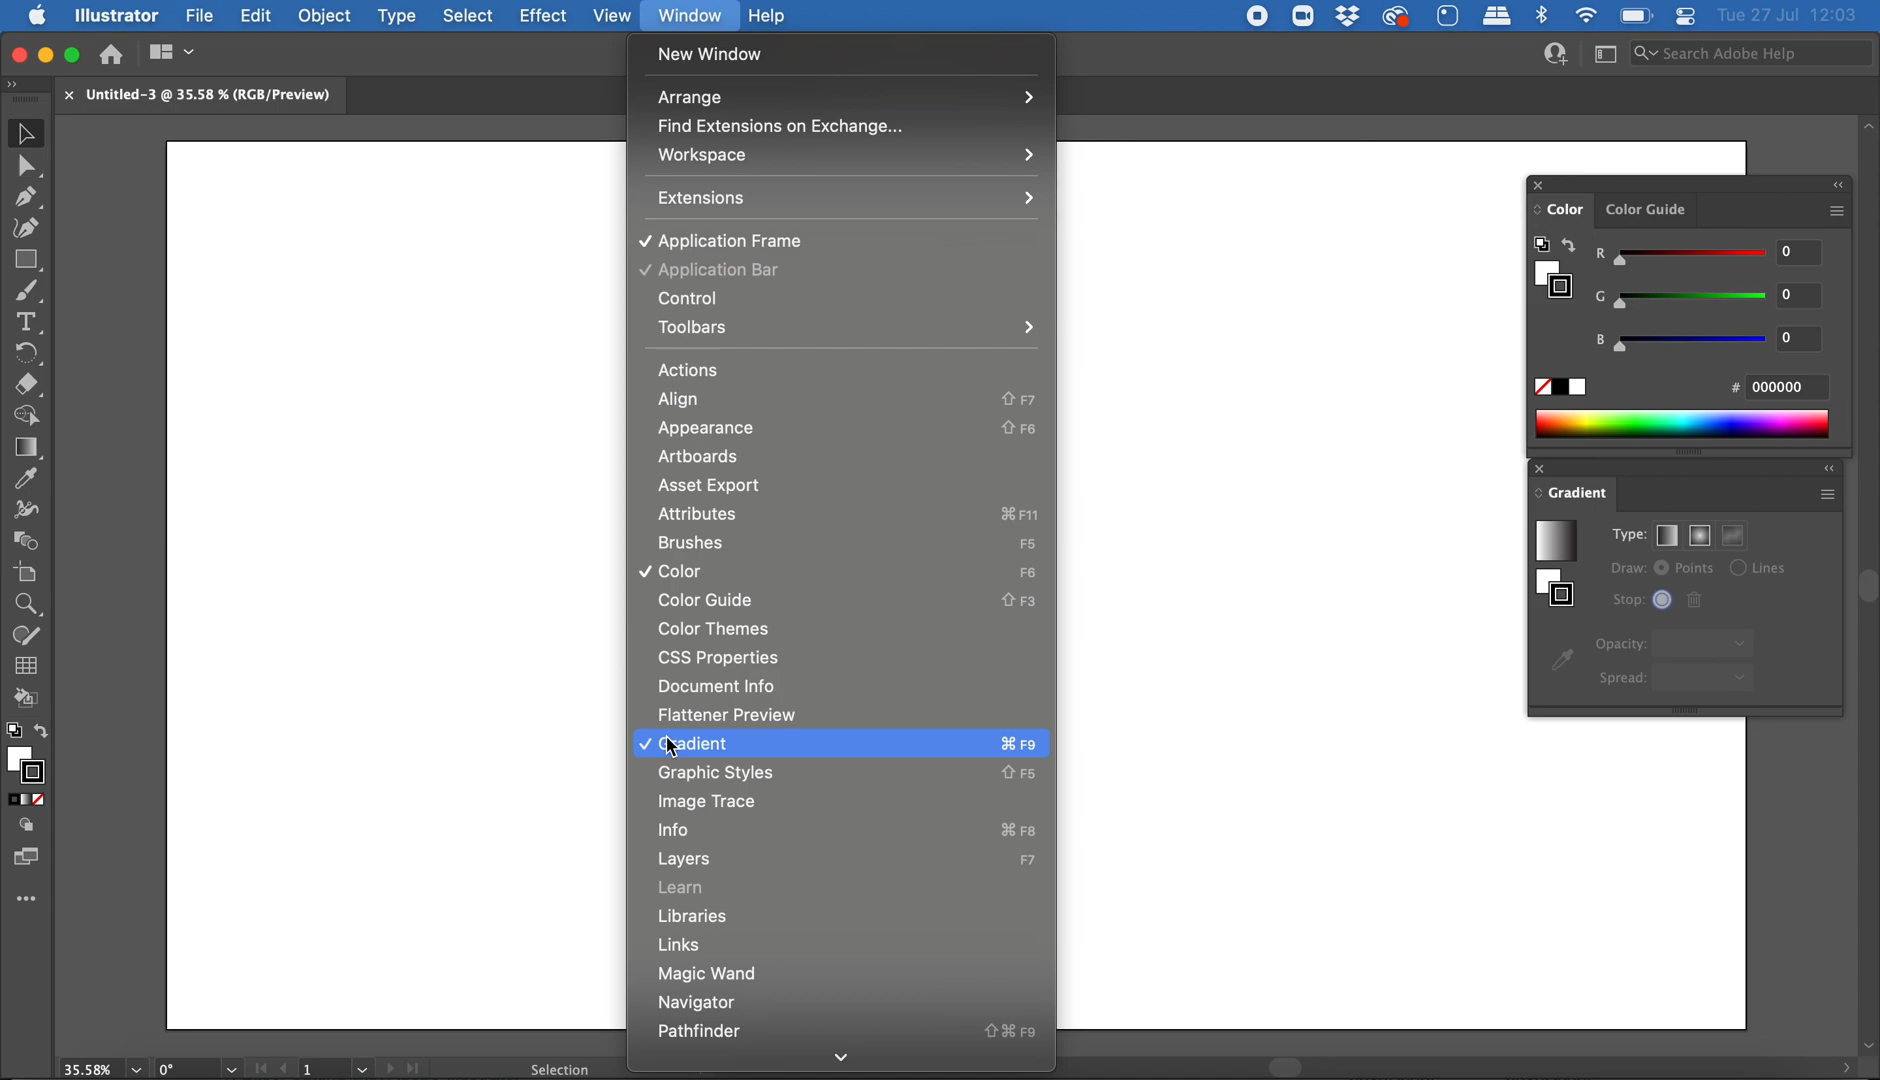 Illustrator File Edit Object Type Select Effect View Window Help Tue 27 Jul 12:03
Search Adobe Help
× Untitled-3 @ 35.58 % (RGB/Preview)
New Window
Arrange
Find Extensions on Exchange...
Workspace
Extensions
✓ Application Frame
✓ Application Bar
Control
Toolbars
Actions
Align ⇧ F7
Appearance ⇧ F6
Artboards
Asset Export
Attributes ⌘ F11
Brushes F5
✓ Color F6
Color Guide ⇧ F3
Color Themes
CSS Properties
Document Info
Flattener Preview
✓ Gradient ⌘ F9
Graphic Styles ⇧ F5
Image Trace
Info ⌘ F8
Layers F7
Learn
Libraries
Links
Magic Wand
Navigator
Pathfinder ⇧⌘ F9
Color Color Guide
R 0
G 0
B 0
# 000000
Gradient
Type:
Draw: Points Lines
Stop:
Opacity:
Spread:
35.58% 0° 1 Selection